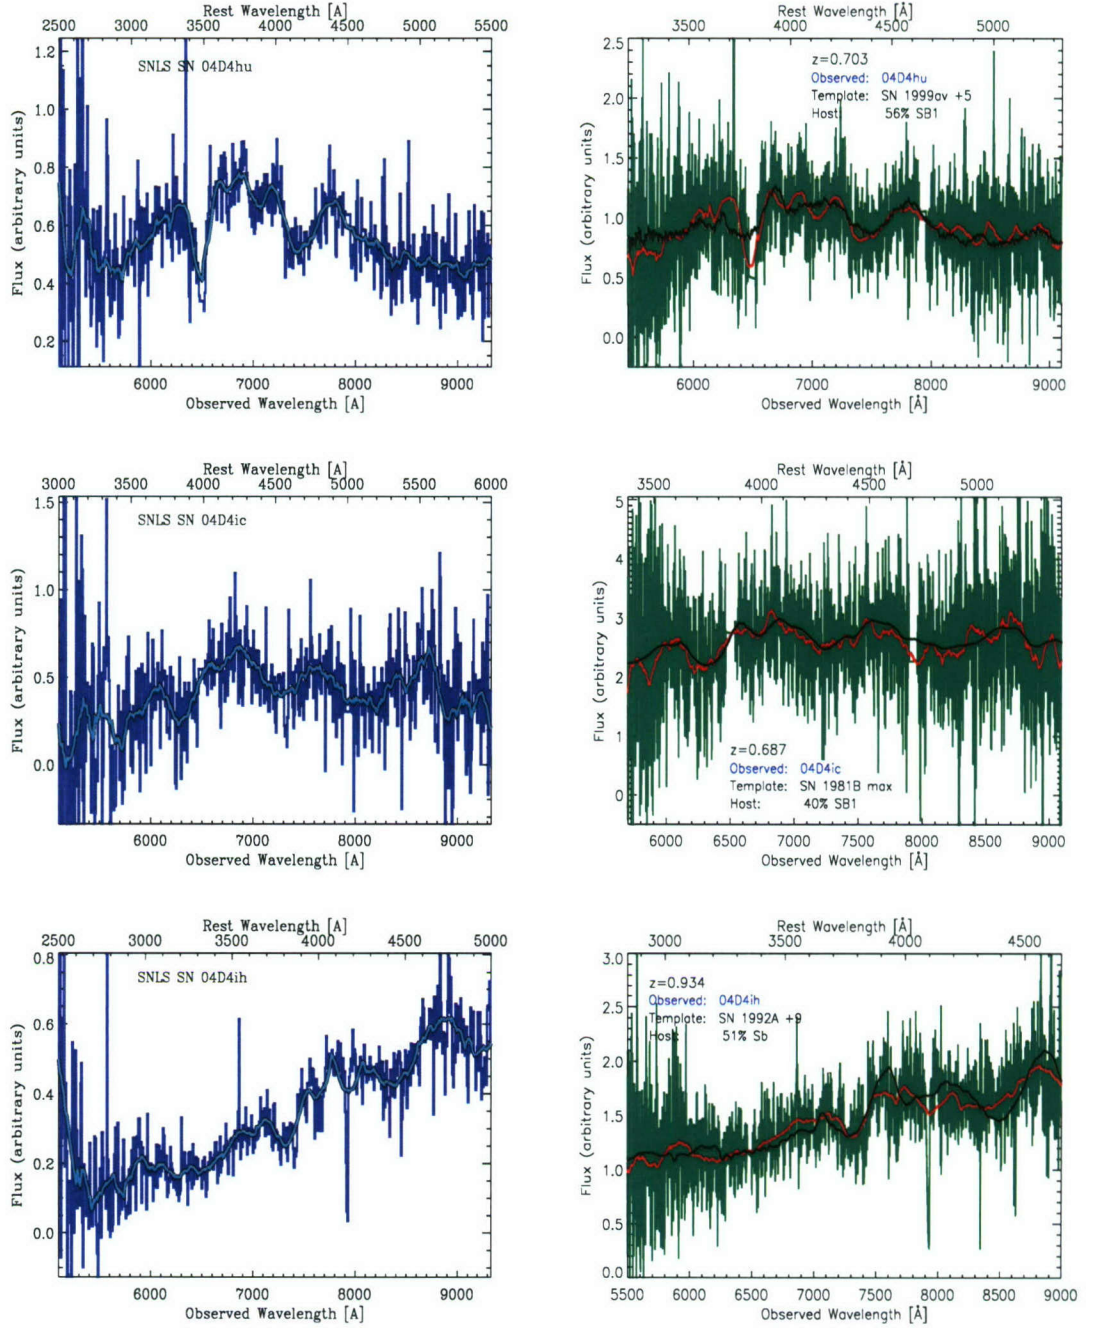 Rest Wavelength [A]
3000 3500 4000 4500 5000 5500
SNLS SN 04D4hu
Flux (arbitrary units)
1.2
1.0
0.8
0.6
0.4
0.2
6000 7000 8000 9000
Observed Wavelength [A]
Rest Wavelength [Å]
3500 4000 4500 5000
z=0.703
Observed: 04D4hu
Template: SN 1999av +5
Host: 56% SB1
Flux (arbitrary units)
2.5
2.0
1.5
1.0
0.5
0.0
6000 7000 8000 9000
Observed Wavelength [Å]
Rest Wavelength [A]
3000 3500 4000 4500 5000 5500 6000
SNLS SN 04D4ic
Flux (arbitrary units)
1.5
1.0
0.5
0.0
6000 7000 8000 9000
Observed Wavelength [A]
Rest Wavelength [Å]
3500 4000 4500 5000
Flux (arbitrary units)
5
4
3
2
1
0
z=0.687
Observed: 04D4ic
Template: SN 1981B max
Host: 40% SB1
6000 6500 7000 7500 8000 8500 9000
Observed Wavelength [Å]
Rest Wavelength [A]
2500 3000 3500 4000 4500 5000
SNLS SN 04D4ih
Flux (arbitrary units)
0.8
0.6
0.4
0.2
0.0
6000 7000 8000 9000
Observed Wavelength [A]
Rest Wavelength [Å]
3000 3500 4000 4500
z=0.934
Observed: 04D4ih
Template: SN 1992A +9
Host: 51% Sb
Flux (arbitrary units)
3.0
2.5
2.0
1.5
1.0
0.5
0.0
5500 6000 6500 7000 7500 8000 8500 9000
Observed Wavelength [Å]